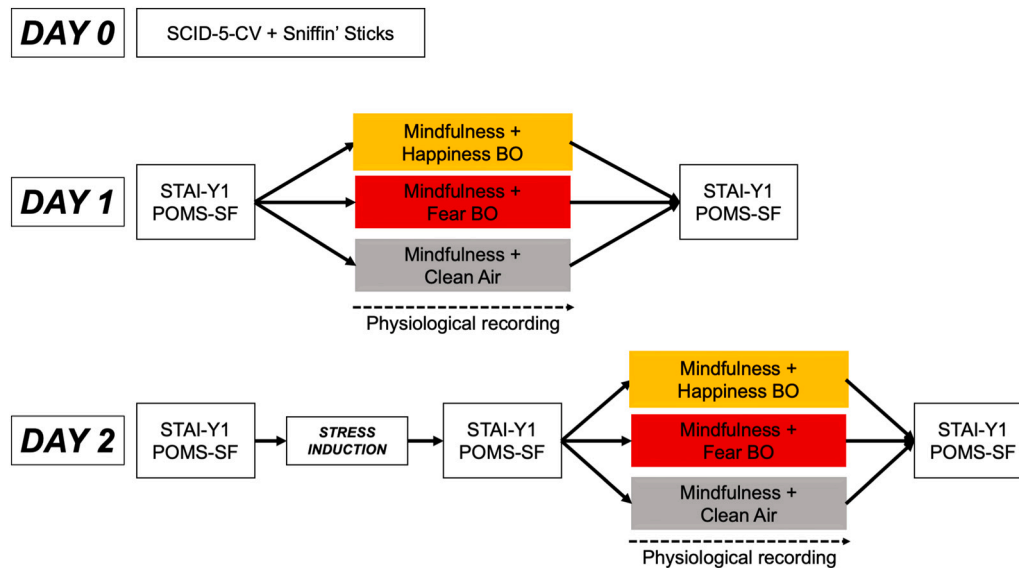 DAY 0
SCID-5-CV + Sniffin' Sticks
Mindfulness +
Happiness BO
DAY 1
STAI-Y1
POMS-SF
Mindfulness +
Fear BO
STAI-Y1
POMS-SF
Mindfulness +
Clean Air
Physiological recording
Mindfulness +
Happiness BO
DAY 2
STAI-Y1
POMS-SF
STRESS
INDUCTION
STAI-Y1
POMS-SF
Mindfulness +
Fear BO
STAI-Y1
POMS-SF
Mindfulness +
Clean Air
Physiological recording